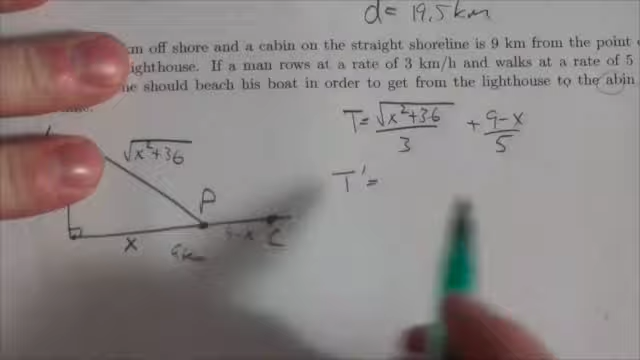 d = 19.5 km
off shore and a cabin on the straight shoreline is 9 km from the point
ighthouse. If a man rows at a rate of 3 km/h and walks at a rate of 5
he should beach his boat in order to get from the lighthouse to the abin
T = √x²+36 / 3 + 9-x / 5
√x²+36
T' =
P
x
9-x
C